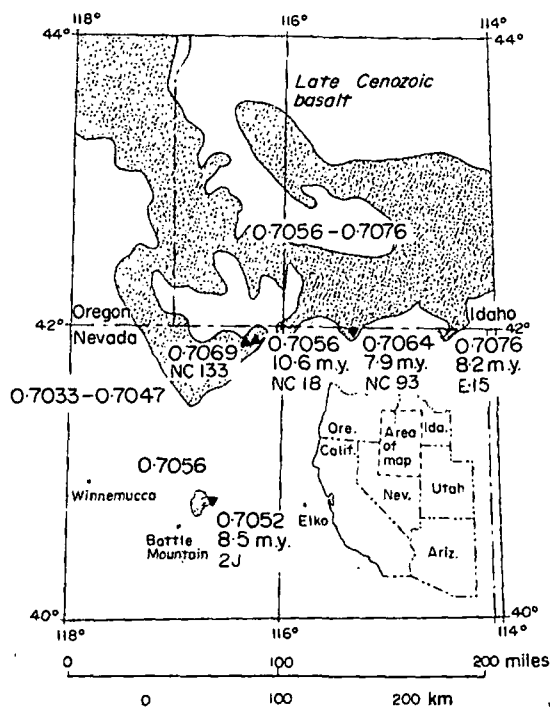 118°
116°
114°
44°
44°
Late Cenozoic
basalt
0·7056-0·7076
Oregon
Nevada
42°
Idaho
42°
0·7069
NC 133
0·7056
10·6 m.y.
NC 18
0·7064
7·9 m.y.
NC 93
0·7076
8·2 m.y.
E·15
0·7033-0·7047
Ore.
Calif.
Area
of
map
Ida.
Nev.
Utah
Ariz.
0·7056
Winnemucca
Battle
Mountain
0·7052
8·5 m.y.
2J
Elko
40°
40°
118°
116°
114°
0
100
200 miles
0
100
200 km